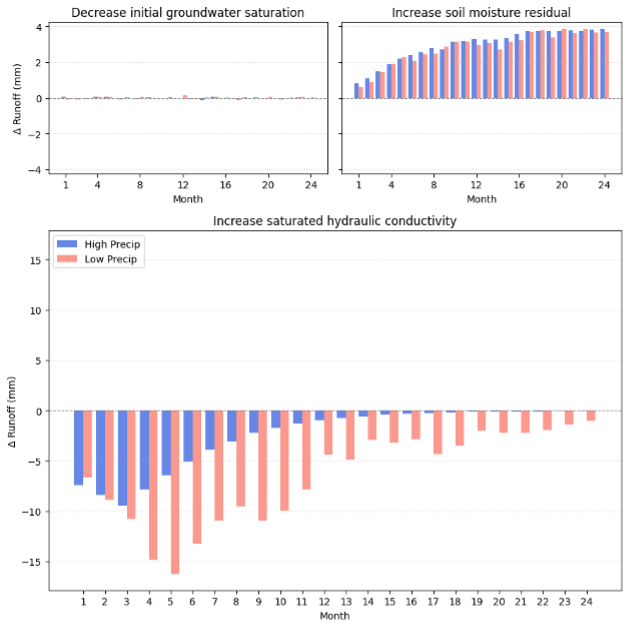 Decrease initial groundwater saturation
Increase soil moisture residual
Δ Runoff (mm)
4
2
0
−2
−4
1 4 8 12 16 20 24
Month
1 4 8 12 16 20 24
Month
Increase saturated hydraulic conductivity
High Precip
Low Precip
Δ Runoff (mm)
15
10
5
0
−5
−10
−15
1 2 3 4 5 6 7 8 9 10 11 12 13 14 15 16 17 18 19 20 21 22 23 24
Month